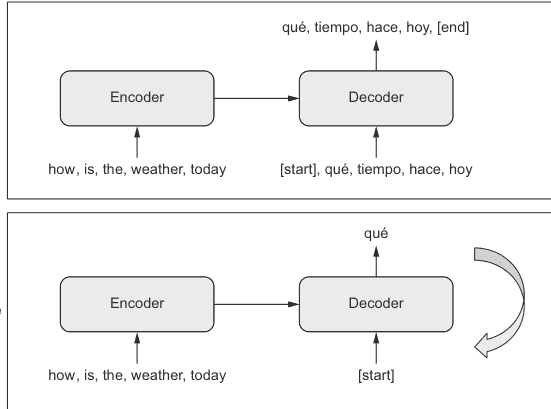 qué, tiempo, hace, hoy, [end]
Encoder
Decoder
how, is, the, weather, today
[start], qué, tiempo, hace, hoy
qué
Encoder
Decoder
how, is, the, weather, today
[start]